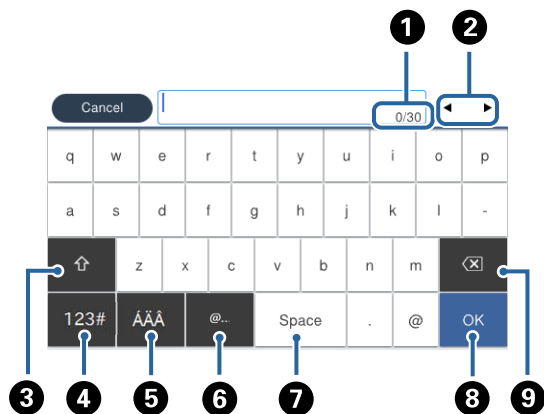 1 2
Cancel 0/30
q w e r t y u i o p
a s d f g h j k l -
z x c v b n m
123# ÁÄÂ @... Space . @ OK
3 4 5 6 7 8 9